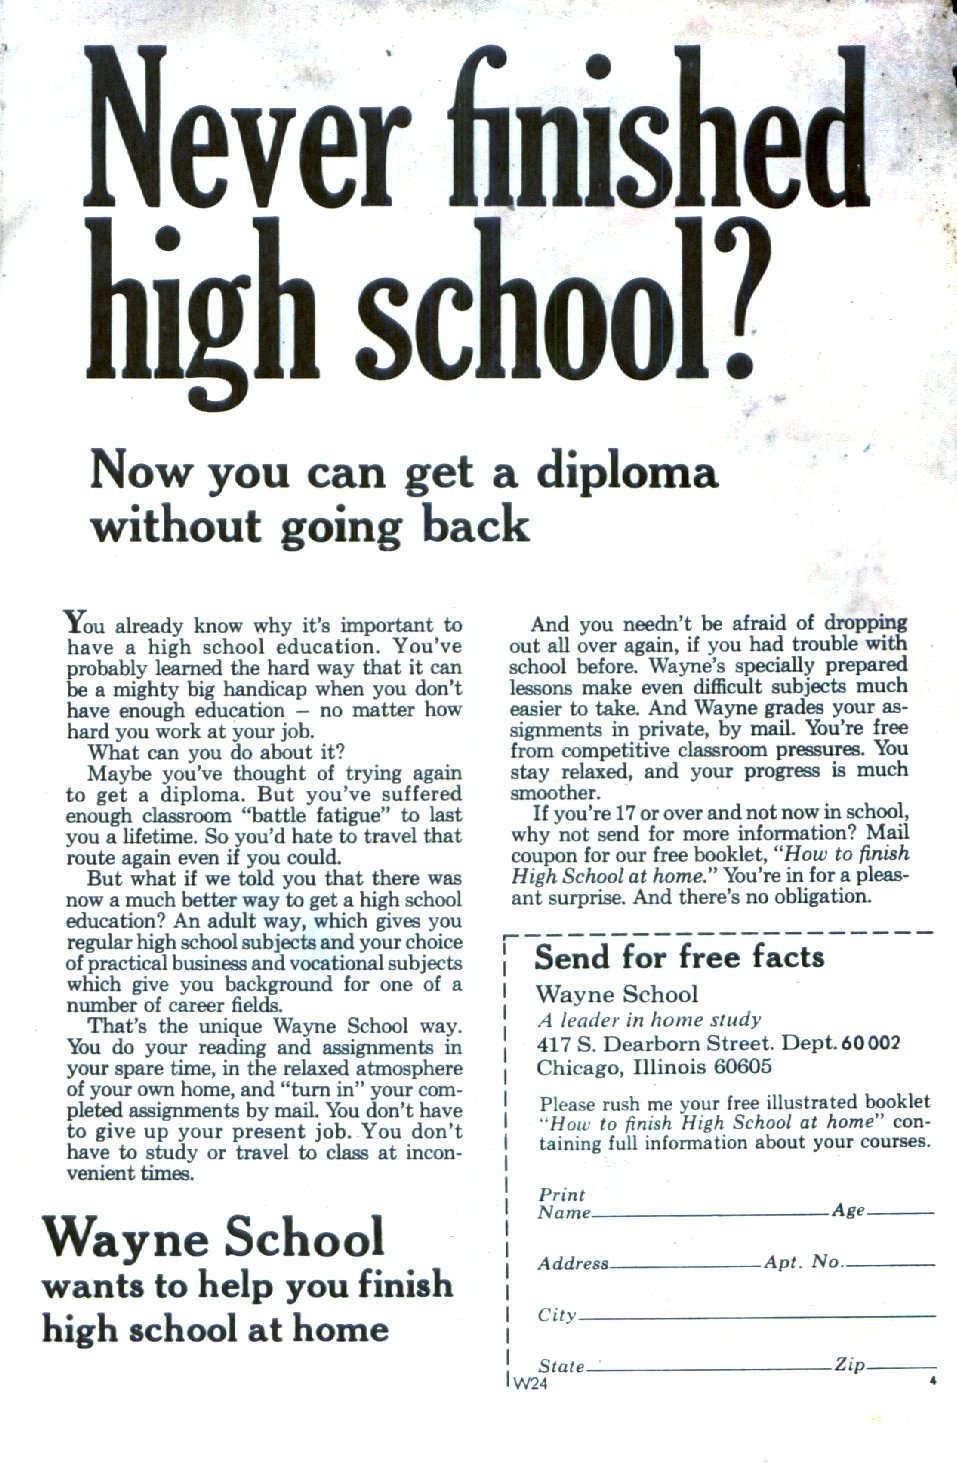 Never finished
high school?
Now you can get a diploma
without going back
You already know why it's important to
have a high school education. You've
probably learned the hard way that it can
be a mighty big handicap when you don't
have enough education — no matter how
hard you work at your job.
What can you do about it?
Maybe you've thought of trying again
to get a diploma. But you've suffered
enough classroom “battle fatigue” to last
you a lifetime. So you'd hate to travel that
route again even if you could.
But what if we told you that there was
now a much better way to get a high school
education? An adult way, which gives you
regular high school subjects and your choice
of practical business and vocational subjects
which give you background for one of a
number of career fields.
That's the unique Wayne School way.
You do your reading and assignments in
your spare time, in the relaxed atmosphere
of your own home, and “turn in” your com-
pleted assignments by mail. You don't have
to give up your present job. You don't
have to study or travel to class at incon-
venient times.
Wayne School
wants to help you finish
high school at home
And you needn't be afraid of dropping
out all over again, if you had trouble with
school before. Wayne's specially prepared
lessons make even difficult subjects much
easier to take. And Wayne grades your as-
signments in private, by mail. You're free
from competitive classroom pressures. You
stay relaxed, and your progress is much
smoother.
If you're 17 or over and not now in school,
why not send for more information? Mail
coupon for our free booklet, “How to finish
High School at home.” You're in for a pleas-
ant surprise. And there's no obligation.
Send for free facts
Wayne School
A leader in home study
417 S. Dearborn Street. Dept. 60002
Chicago, Illinois 60605
Please rush me your free illustrated booklet
“How to finish High School at home” con-
taining full information about your courses.
Print
Name Age
Address Apt. No.
City
State Zip
W24 4